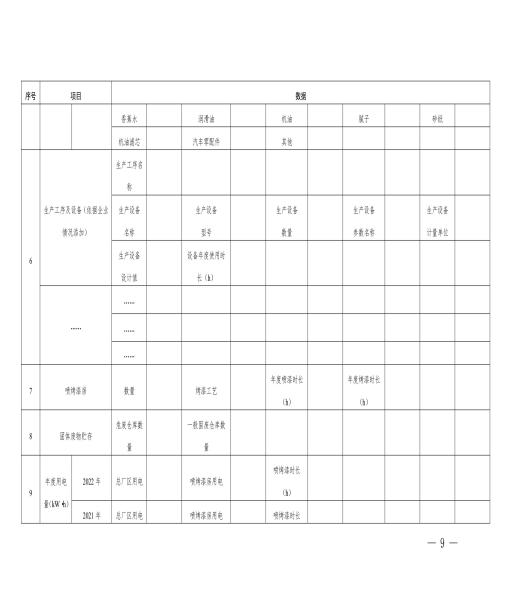 序号 项目 数据
香蕉水 润滑油 机油 腻子 砂纸
机油滤芯 汽车零配件 其他
生产工序名
称
生产工序及设备（依据企业
情况添加）
生产设备 生产设备 生产设备 生产设备 生产设备
名称 型号 数量 参数名称 计量单位
6
生产设备 设备年度使用时
设计值 长（h）
……
……
……
……
7 喷烤漆房 数量 烤漆工艺 年度喷漆时长
（h） 年度烤漆时长
（h）
8 固体废物贮存 危废仓库数
量 一般固废仓库数
量
9 年度用电
量（kW·h） 2022 年 总厂区用电 喷烤漆房用电 喷烤漆时长
（h）
2021 年 总厂区用电 喷烤漆房用电 喷烤漆时长
— 9 —